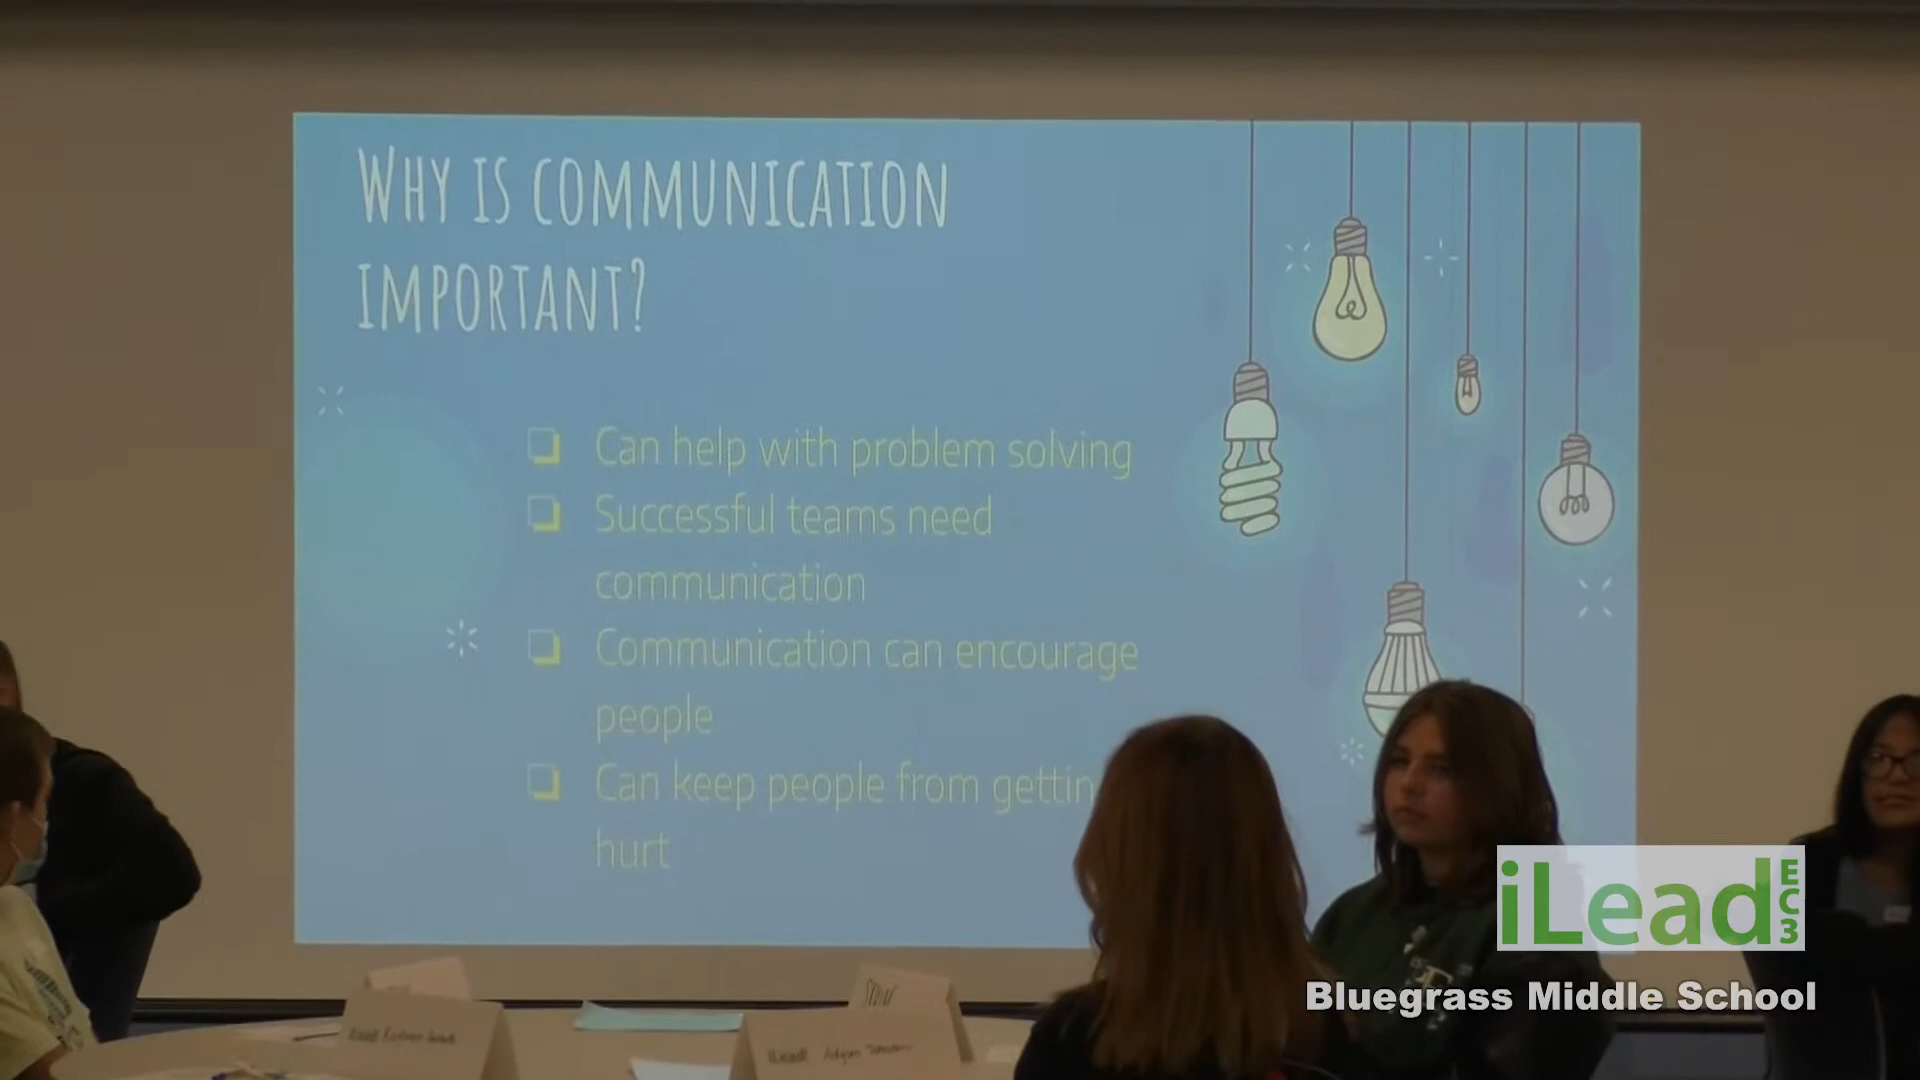 WHY IS COMMUNICATION
IMPORTANT?
Can help with problem solving
Successful teams need
communication
Communication can encourage
people
Can keep people from gettin
hurt
iLead EC3
Bluegrass Middle School
iLead